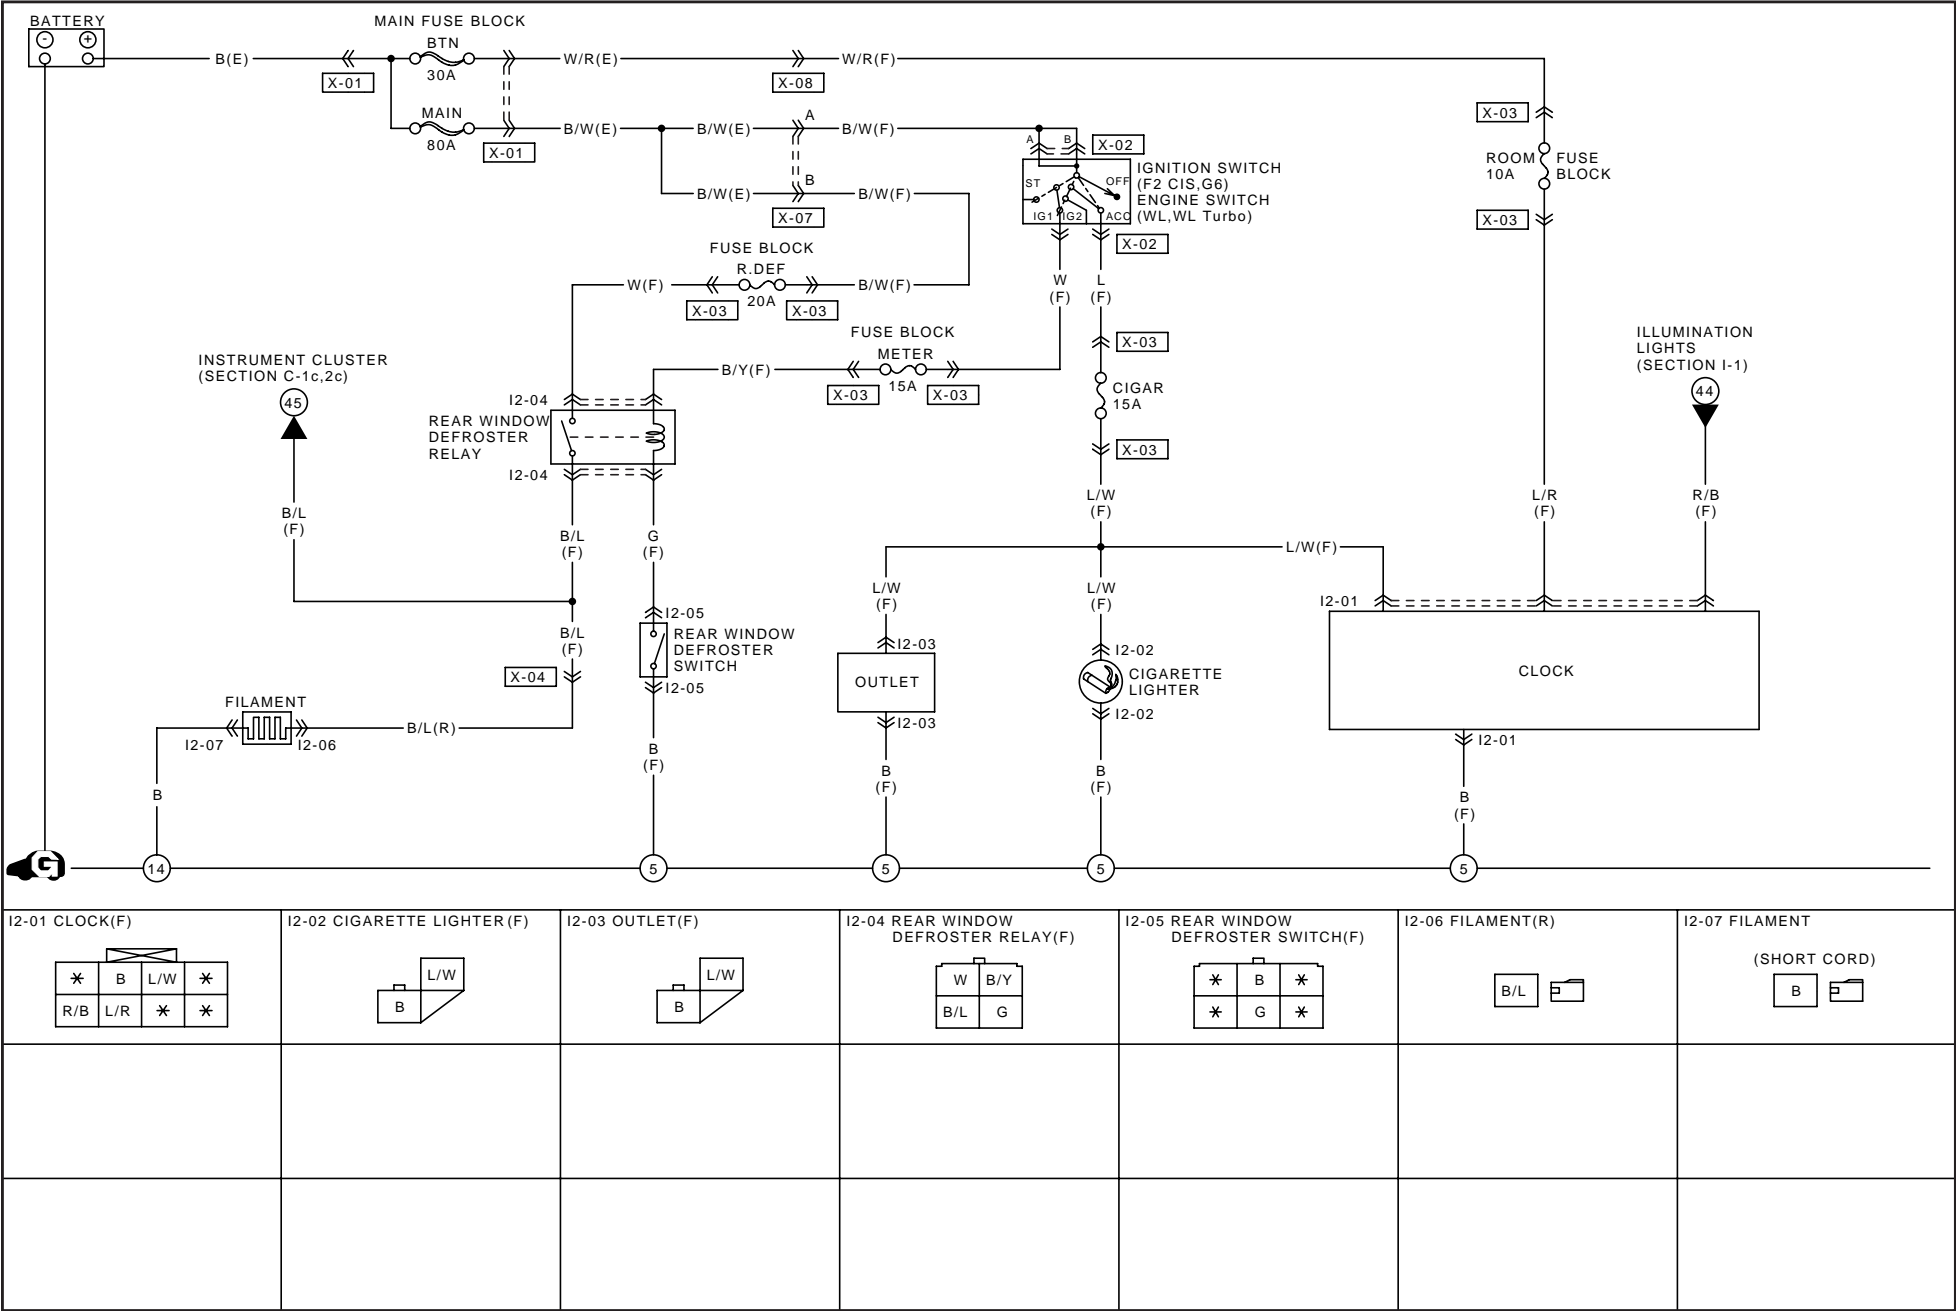 BATTERY
- +
MAIN FUSE BLOCK
BTN
30A
B(E)
X-01
W/R(E)
X-08
W/R(F)
MAIN
80A
X-01
B/W(E)
B/W(E)
A
B/W(F)
B/W(E)
B
B/W(F)
X-07
A B
X-02
ST
OFF
IG1 IG2 ACC
IGNITION SWITCH
(F2 CIS,G6)
ENGINE SWITCH
(WL,WL Turbo)
X-02
X-03
ROOM
10A
FUSE
BLOCK
X-03
FUSE BLOCK
R.DEF
20A
W(F)
X-03
X-03
B/W(F)
W
(F)
L
(F)
FUSE BLOCK
METER
15A
B/Y(F)
X-03
X-03
X-03
CIGAR
15A
X-03
ILLUMINATION
LIGHTS
(SECTION I-1)
44
INSTRUMENT CLUSTER
(SECTION C-1c,2c)
45
I2-04
REAR WINDOW
DEFROSTER
RELAY
I2-04
B/L
(F)
B/L
(F)
G
(F)
L/W
(F)
L/R
(F)
R/B
(F)
L/W(F)
L/W
(F)
L/W
(F)
I2-01
B/L
(F)
I2-05
REAR WINDOW
DEFROSTER
SWITCH
I2-05
X-04
I2-03
OUTLET
I2-03
I2-02
CIGARETTE
LIGHTER
I2-02
CLOCK
I2-01
FILAMENT
I2-07
I2-06
B/L(R)
B
B
(F)
B
(F)
B
(F)
B
(F)
G
14
5
5
5
5
I2-01 CLOCK(F)
B L/W
R/B L/R
I2-02 CIGARETTE LIGHTER(F)
L/W
B
I2-03 OUTLET(F)
L/W
B
I2-04 REAR WINDOW
DEFROSTER RELAY(F)
W B/Y
B/L G
I2-05 REAR WINDOW
DEFROSTER SWITCH(F)
B
G
I2-06 FILAMENT(R)
B/L
I2-07 FILAMENT
(SHORT CORD)
B